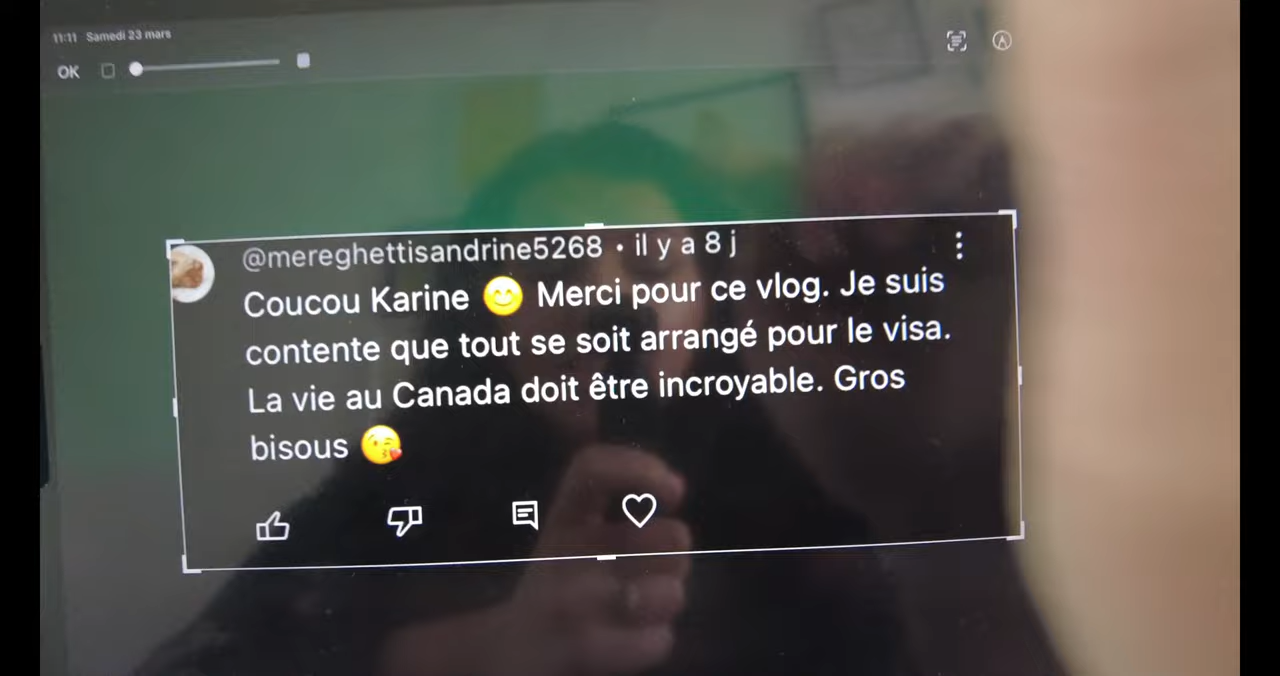 11:11 Samedi 23 mars
OK
@mereghettisandrine5268 • il y a 8 j
Coucou Karine 😊 Merci pour ce vlog. Je suis
contente que tout se soit arrangé pour le visa.
La vie au Canada doit être incroyable. Gros
bisous 😘